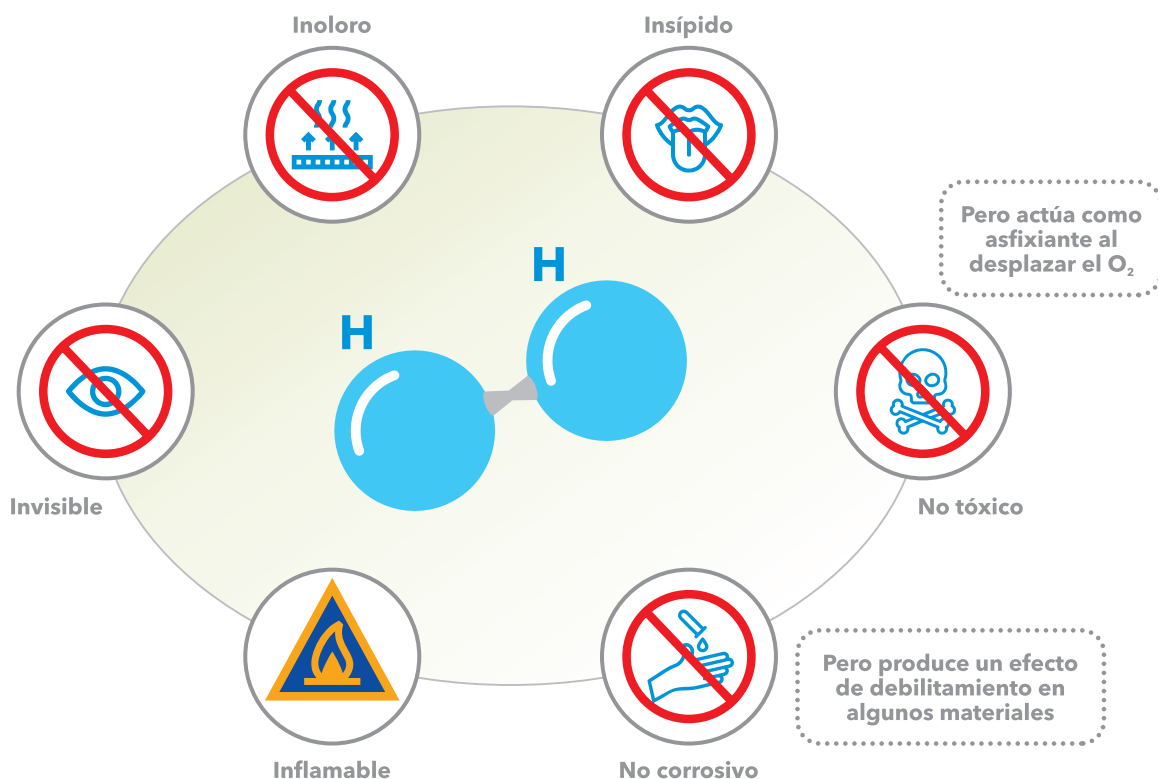 Inoloro
Insípido
Pero actúa como
asfixiante al
desplazar el O₂
H
H
Invisible
No tóxico
Pero produce un efecto
de debilitamiento en
algunos materiales
Inflamable
No corrosivo